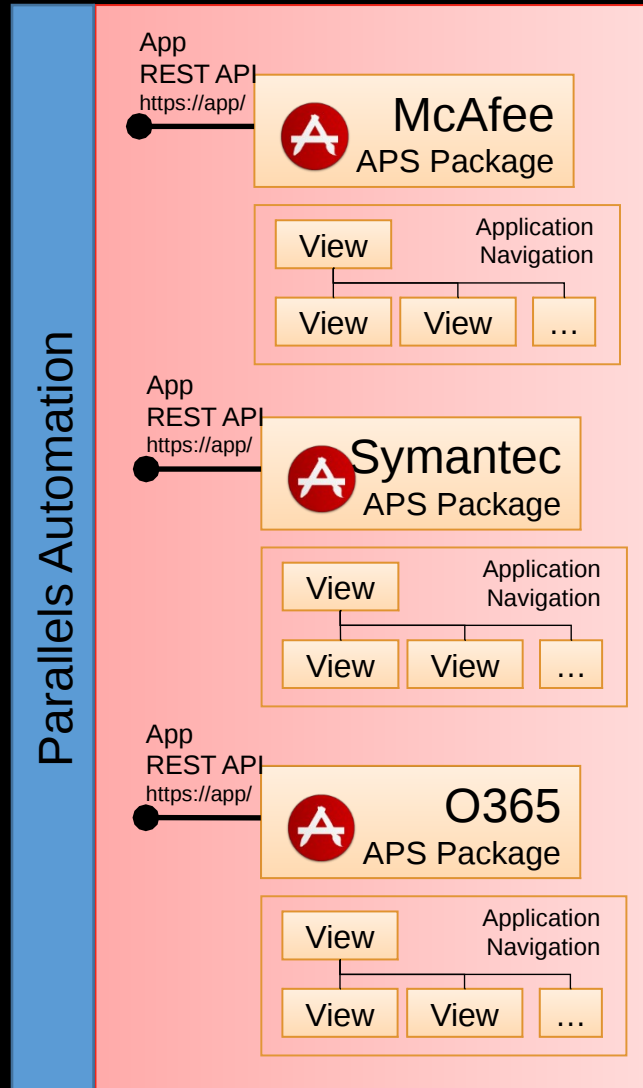 Parallels Automation
App
REST API
https://app/
McAfee
APS Package
Application
Navigation
View
View
View
…
App
REST API
https://app/
Symantec
APS Package
Application
Navigation
View
View
View
…
App
REST API
https://app/
O365
APS Package
Application
Navigation
View
View
View
…